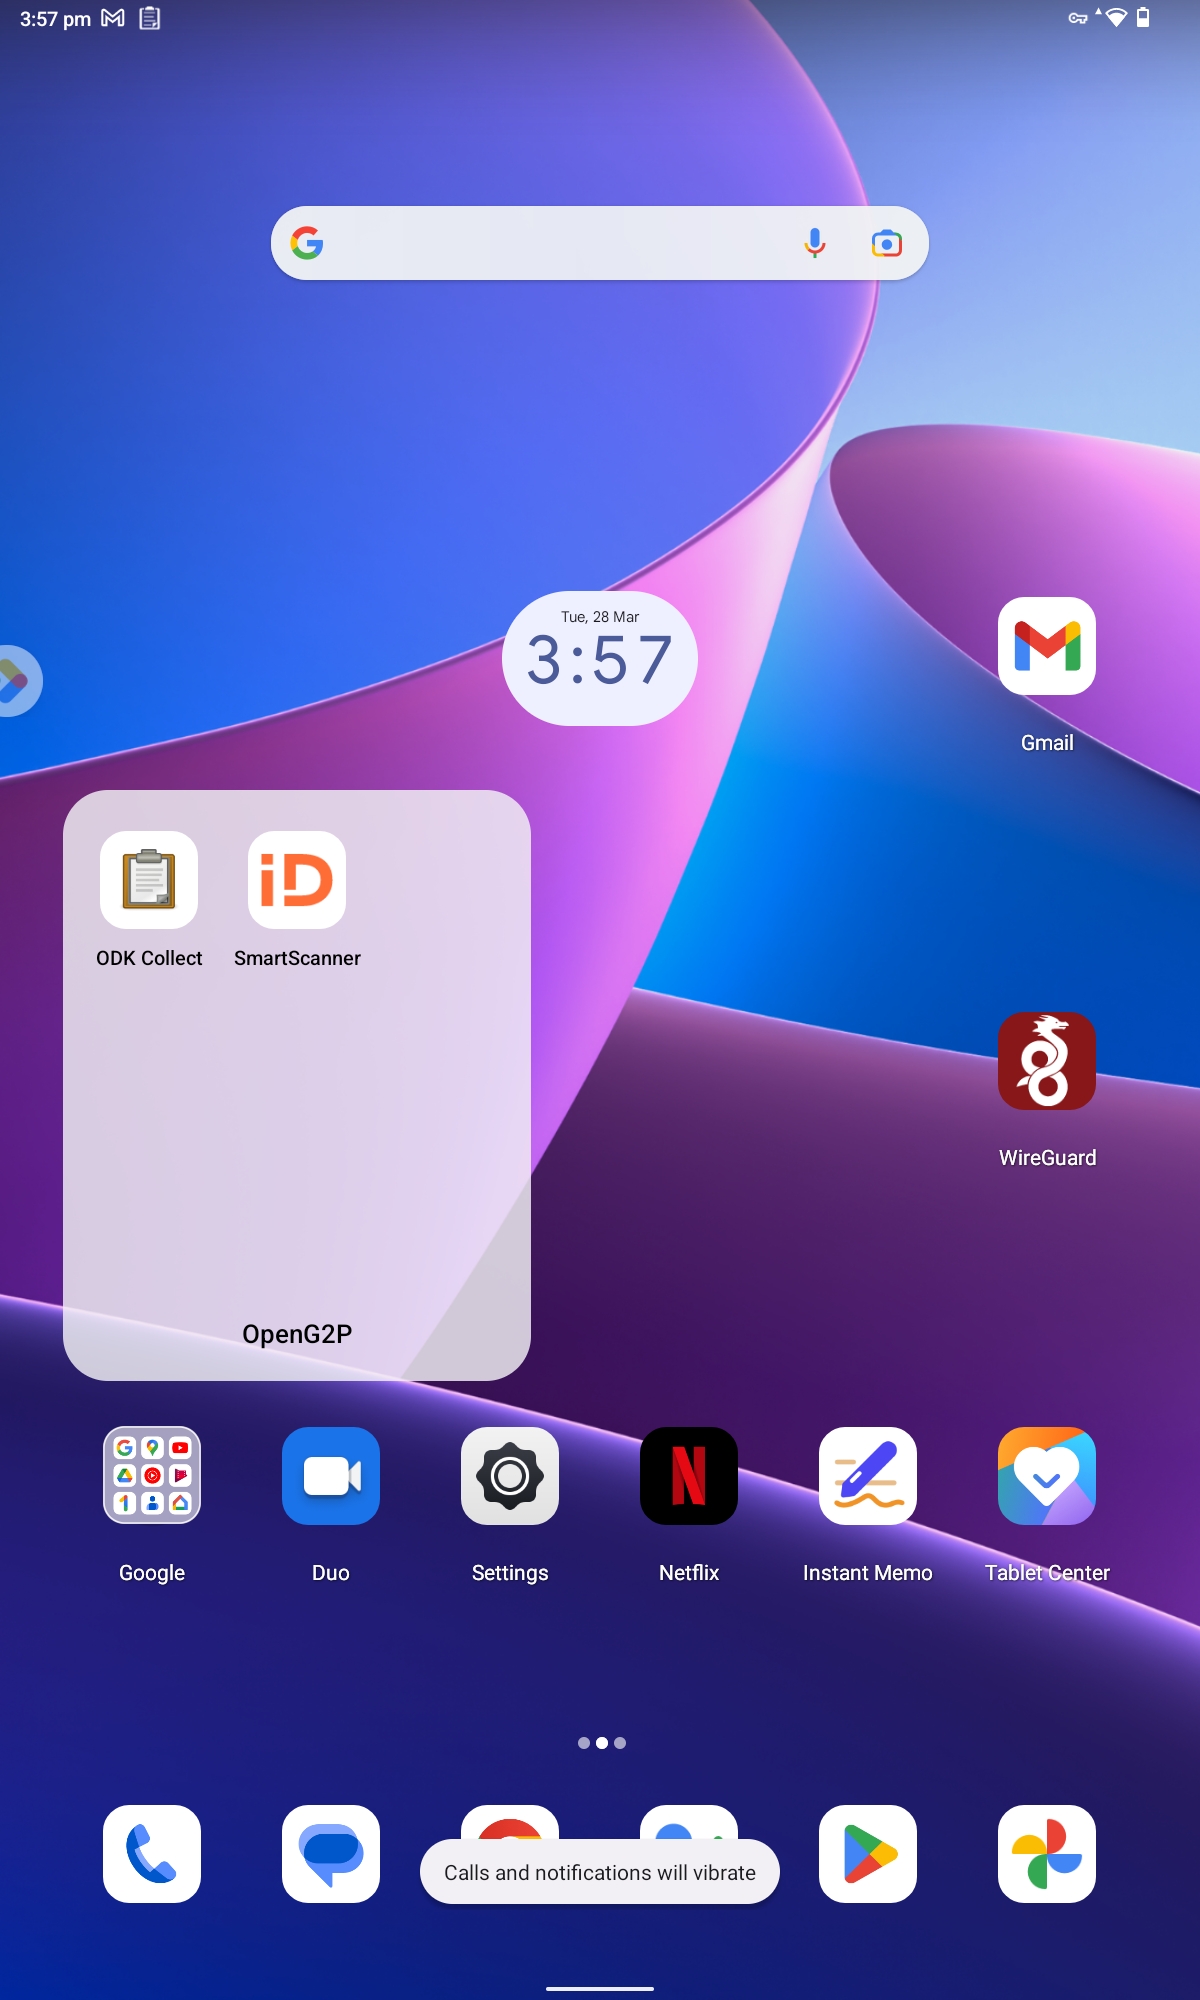 3:57 pm
Tue, 28 Mar
3:57
Gmail
iD
ODK Collect
SmartScanner
WireGuard
OpenG2P
Google
Duo
Settings
Netflix
Instant Memo
Tablet Center
Calls and notifications will vibrate